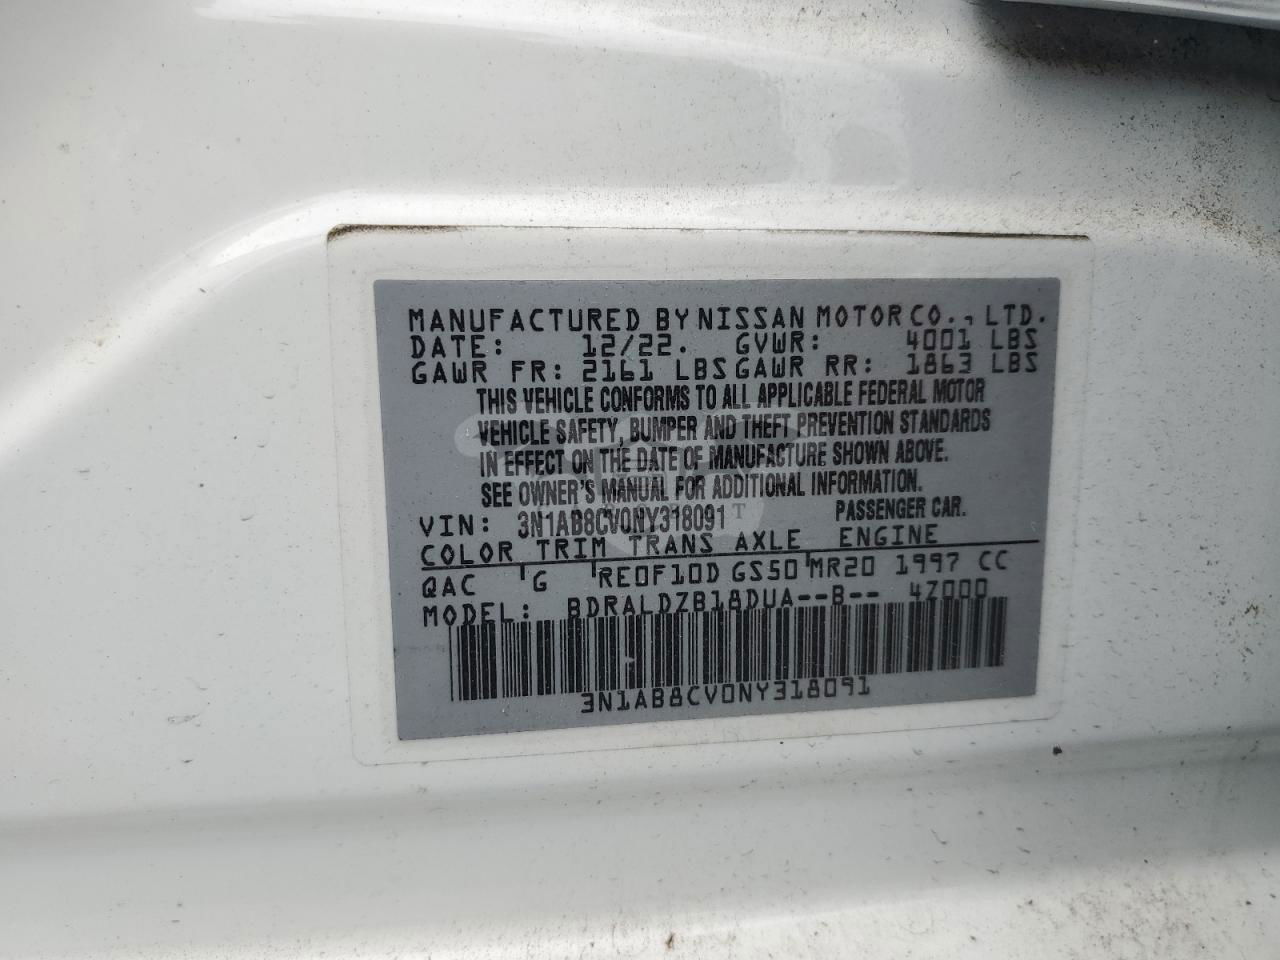 MANUFACTURED BY NISSAN MOTOR CO., LTD.
DATE: 12/22. GVWR: 4001 LBS
GAWR FR: 2161 LBS GAWR RR: 1863 LBS
THIS VEHICLE CONFORMS TO ALL APPLICABLE FEDERAL MOTOR
VEHICLE SAFETY, BUMPER AND THEFT PREVENTION STANDARDS
IN EFFECT ON THE DATE OF MANUFACTURE SHOWN ABOVE.
SEE OWNER'S MANUAL FOR ADDITIONAL INFORMATION.
VIN: 3N1AB8CV0NY318091 PASSENGER CAR.
COLOR TRIM TRANS AXLE ENGINE
QAC G RE0F10D GS50 MR20 1997 CC
MODEL: BDRALDZB18DUA--B-- 4Z000
3N1AB8CV0NY318091